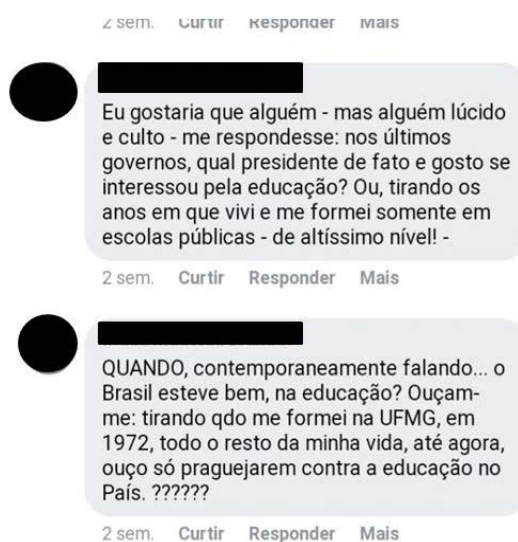 2 sem. Curtir Responder Mais
Eu gostaria que alguém - mas alguém lúcido
e culto - me respondesse: nos últimos
governos, qual presidente de fato e gosto se
interessou pela educação? Ou, tirando os
anos em que vivi e me formei somente em
escolas públicas - de altíssimo nível! -
2 sem. Curtir Responder Mais
QUANDO, contemporaneamente falando... o
Brasil esteve bem, na educação? Ouçam-
me: tirando qdo me formei na UFMG, em
1972, todo o resto da minha vida, até agora,
ouço só praguejarem contra a educação no
País. ??????
2 sem. Curtir Responder Mais